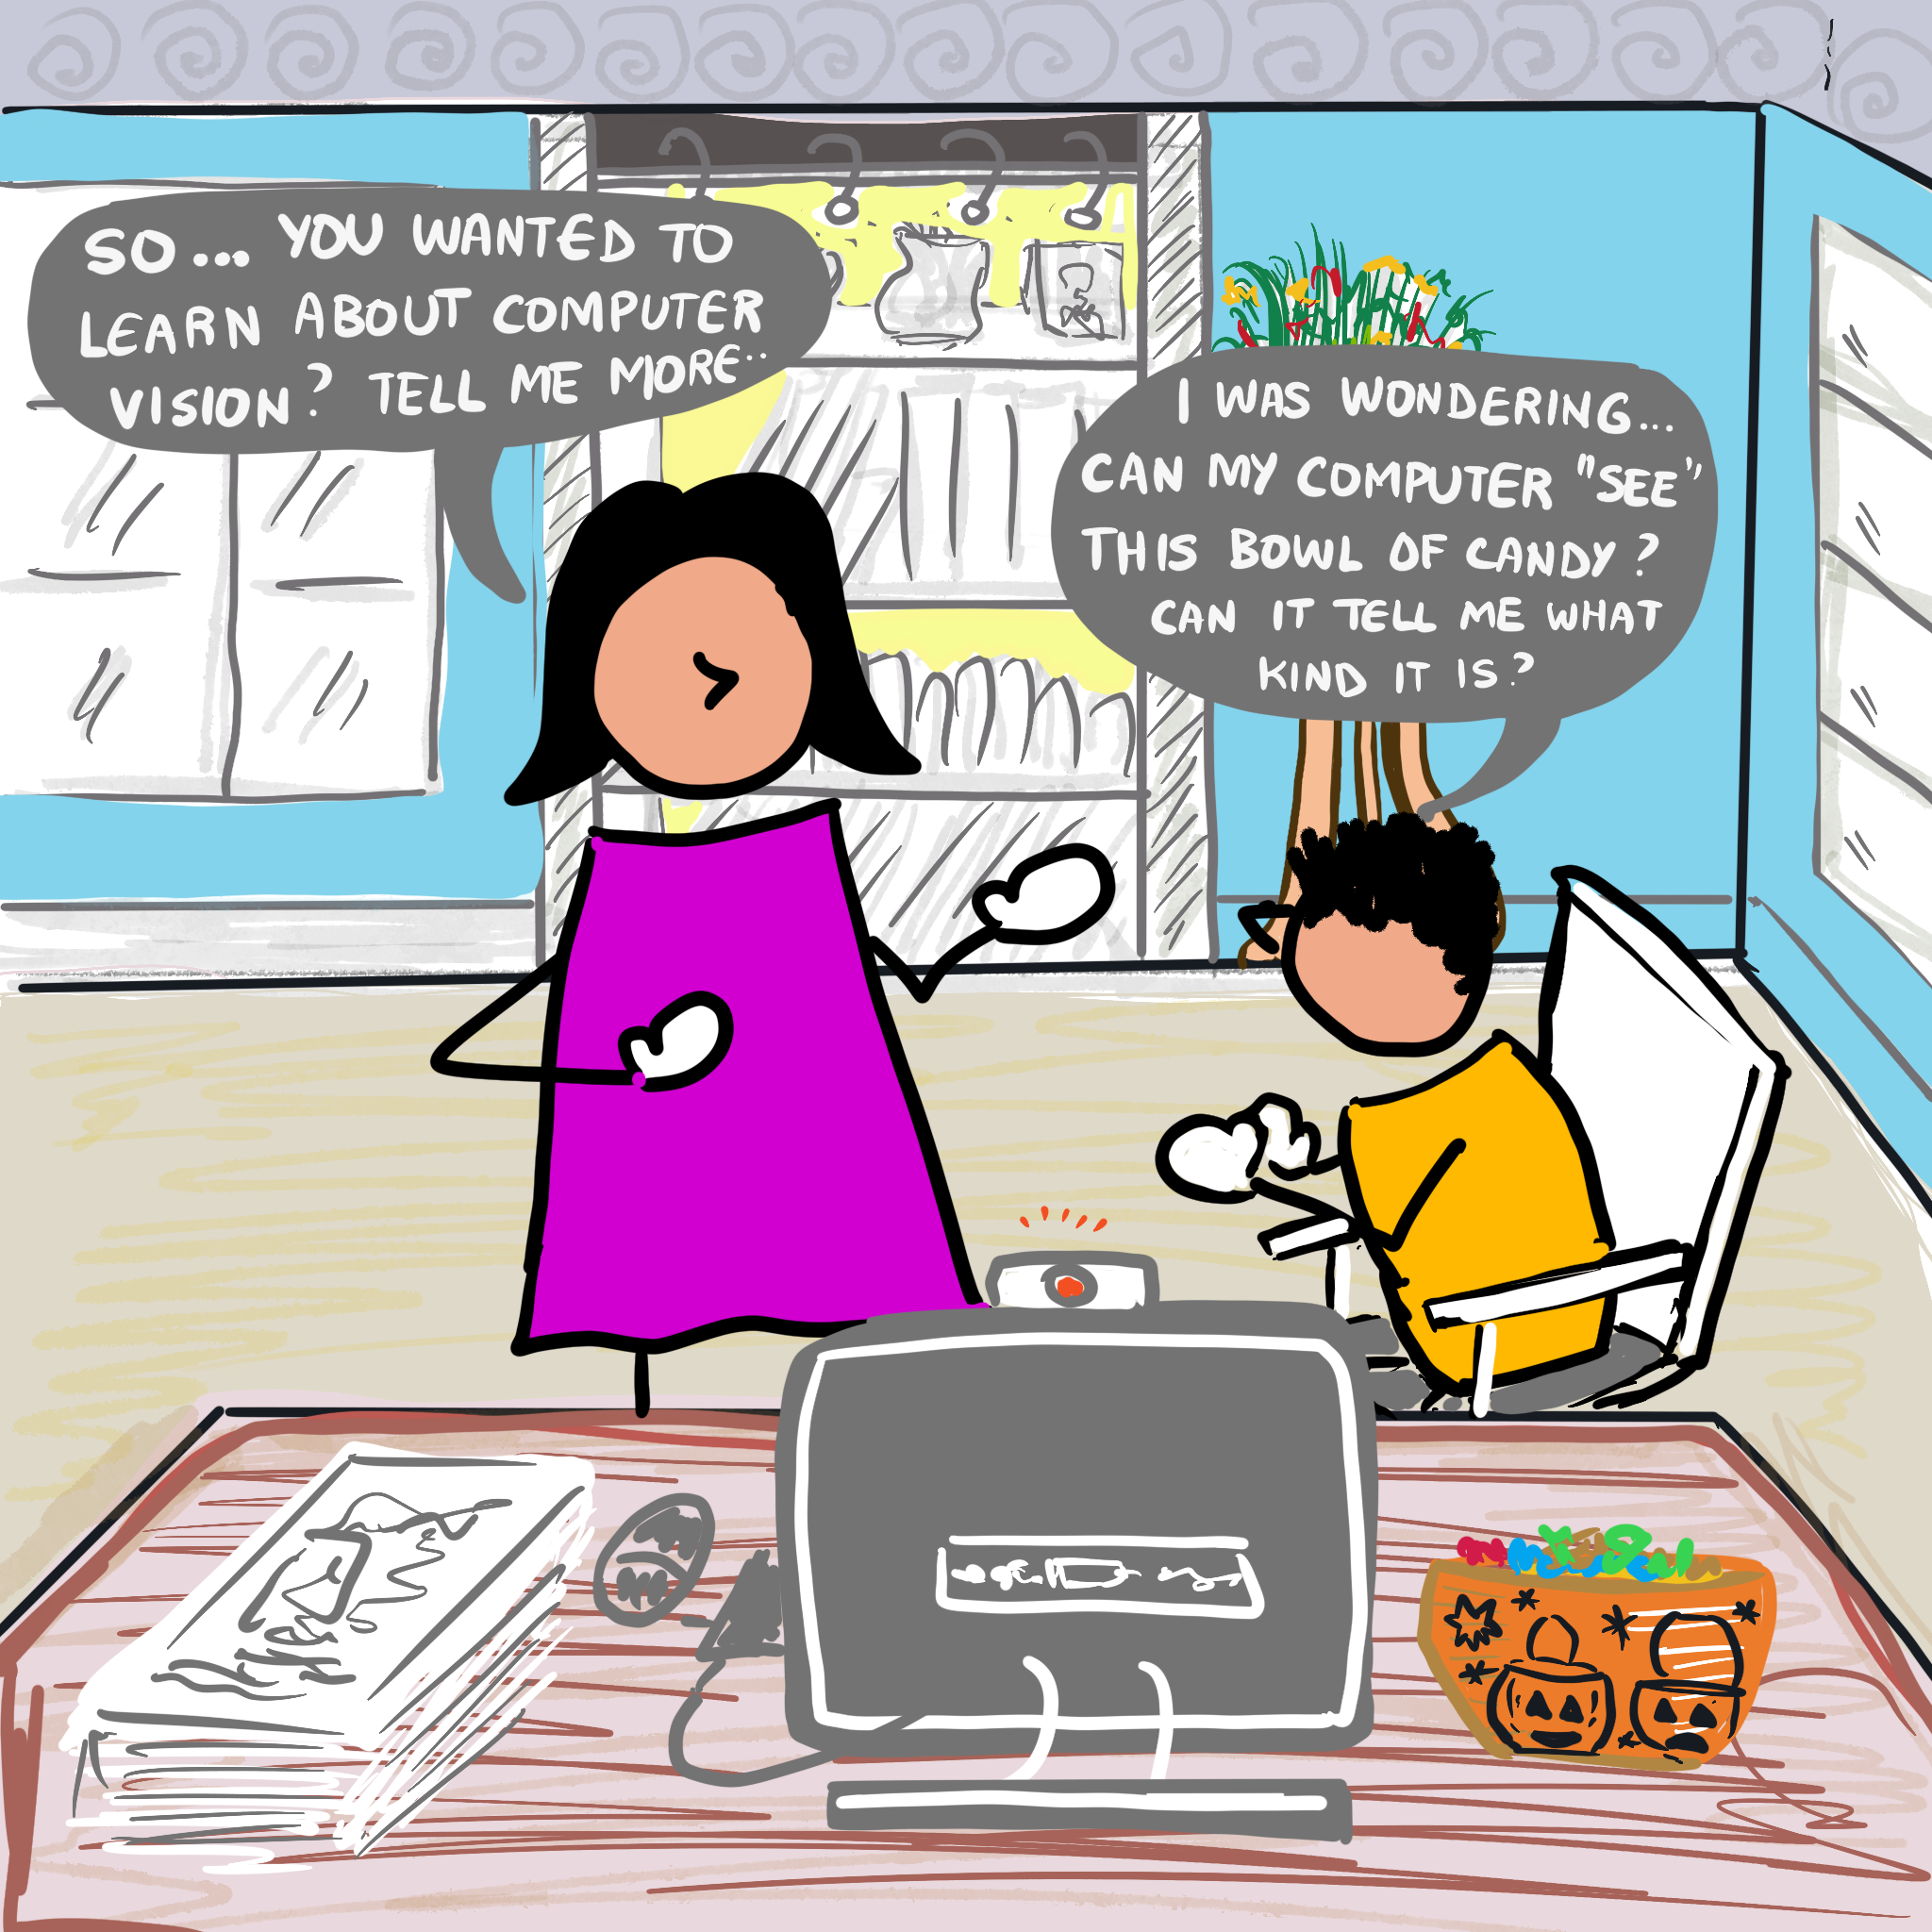 SO... YOU WANTED TO
LEARN ABOUT COMPUTER
VISION? TELL ME MORE..
I WAS WONDERING...
CAN MY COMPUTER "SEE"
THIS BOWL OF CANDY?
CAN IT TELL ME WHAT
KIND IT IS?